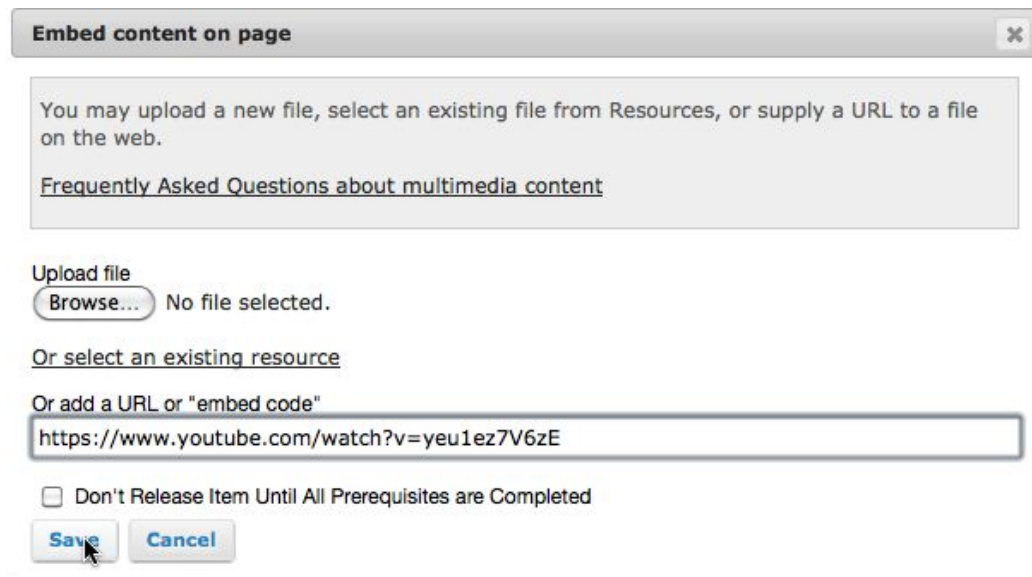 Embed content on page
You may upload a new file, select an existing file from Resources, or supply a URL to a file
on the web.
Frequently Asked Questions about multimedia content
Upload file
Browse... No file selected.
Or select an existing resource
Or add a URL or "embed code"
https://www.youtube.com/watch?v=yeu1ez7V6zE
Don't Release Item Until All Prerequisites are Completed
Save Cancel